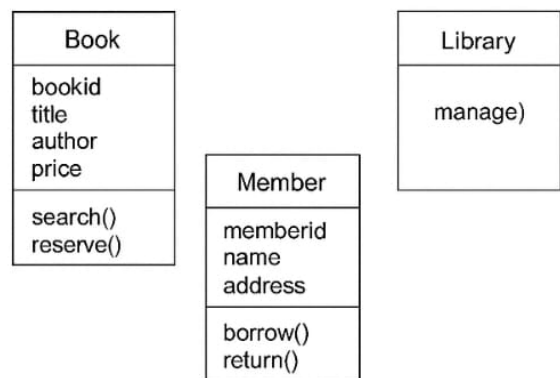 Book
bookid
title
author
price
search()
reserve()
Member
memberid
name
address
borrow()
return()
Library
manage)